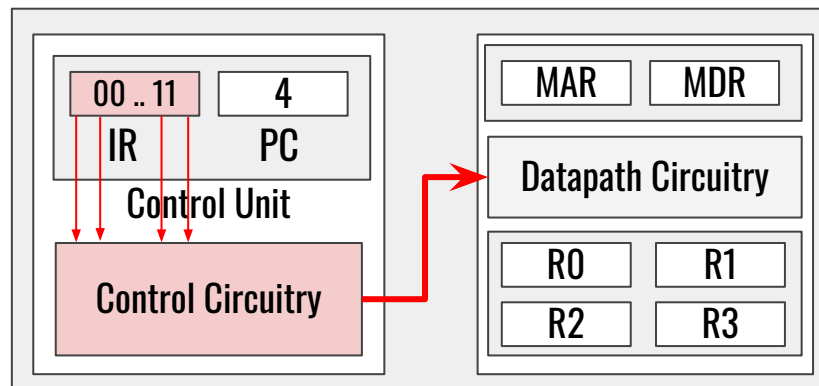 00 .. 11
4
IR
PC
Control Unit
Control Circuitry
MAR
MDR
Datapath Circuitry
R0
R1
R2
R3